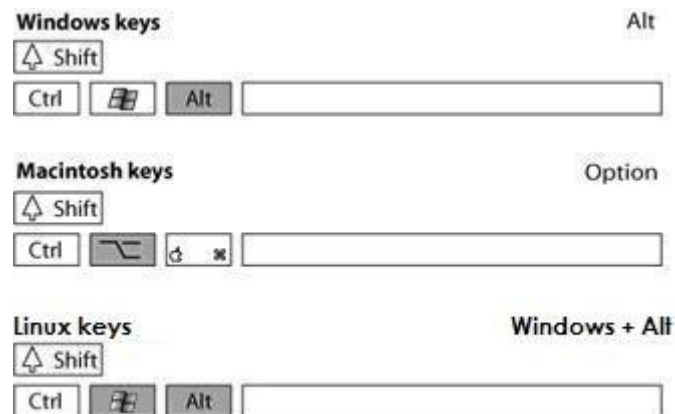 Windows keys Alt
Shift
Ctrl Alt
Macintosh keys Option
Shift
Ctrl ⌥ ⌘
Linux keys Windows + Alt
Shift
Ctrl Alt